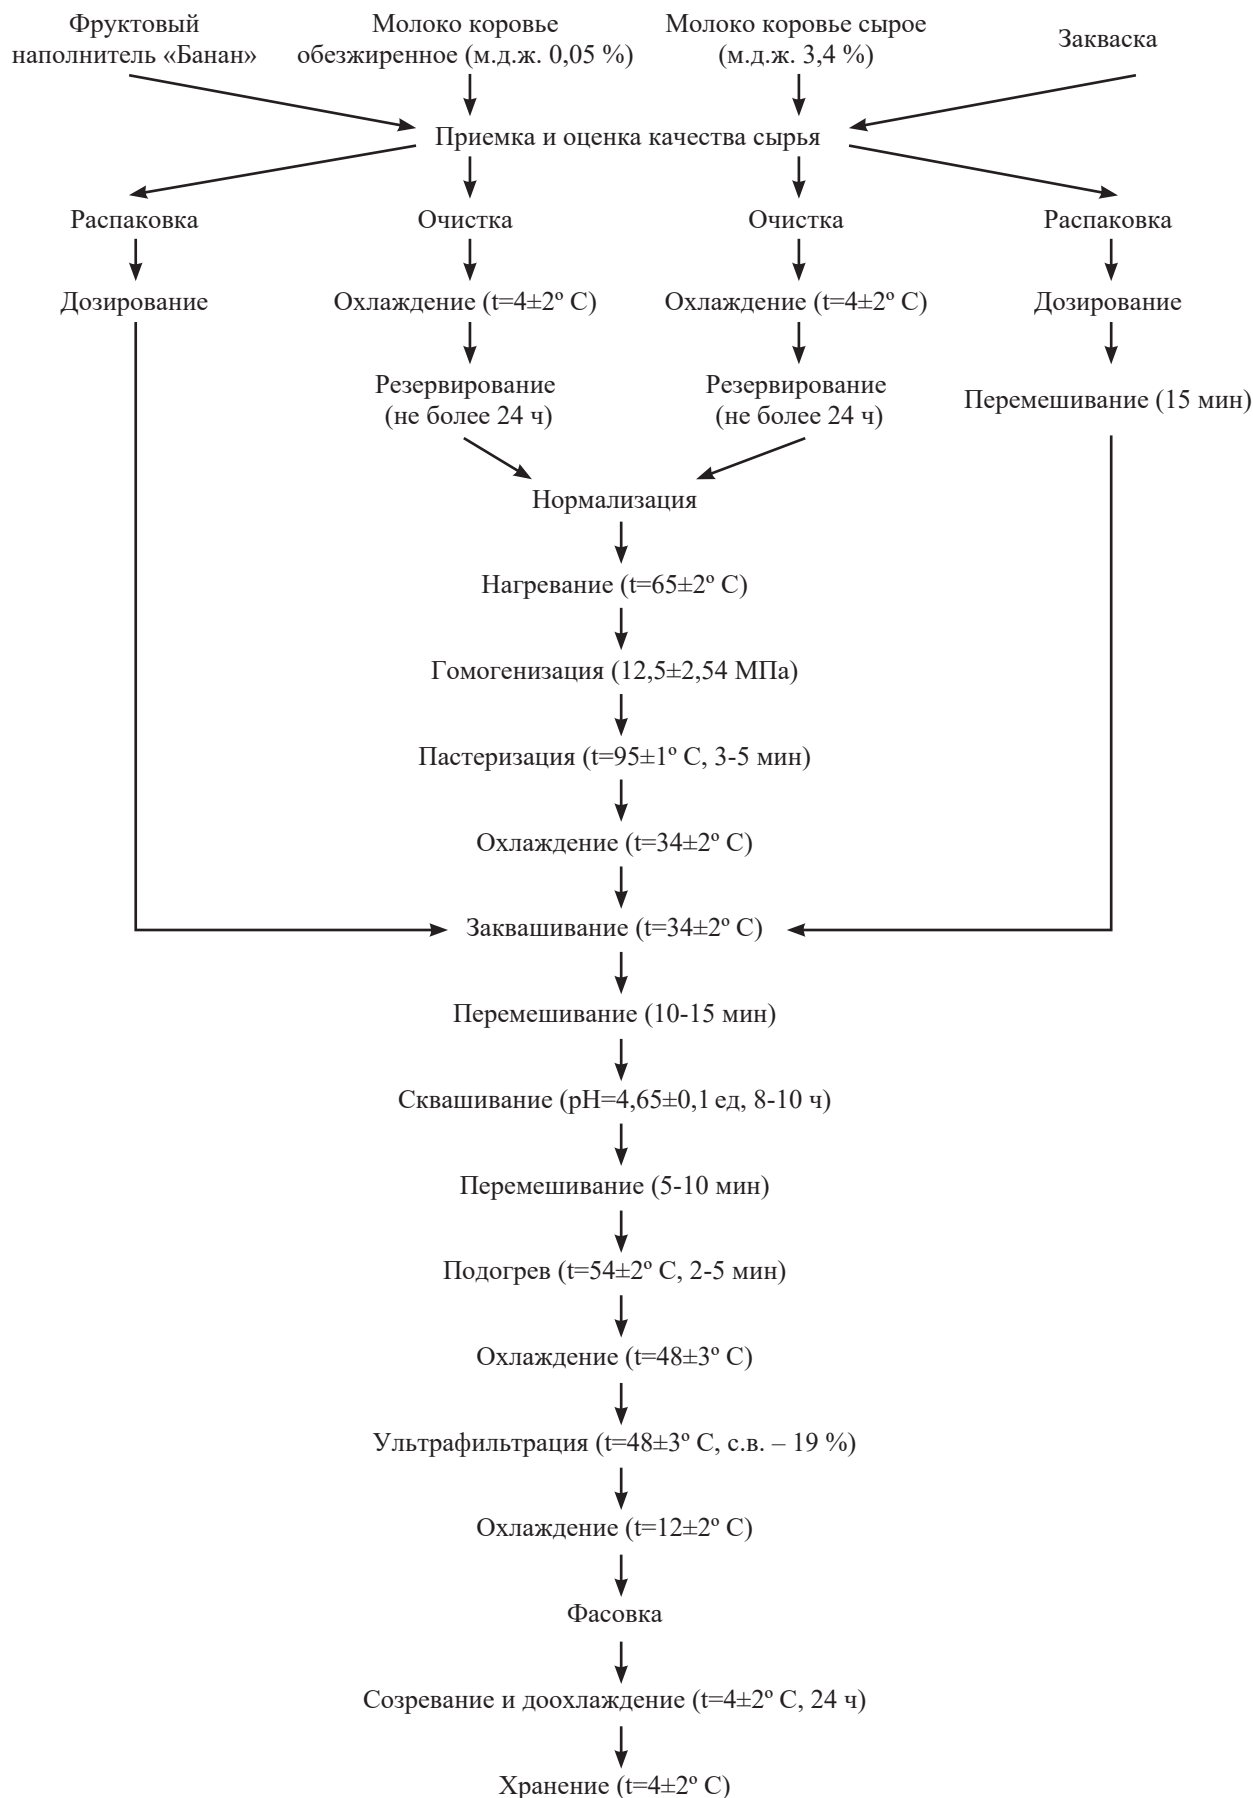 Фруктовый
наполнитель «Банан»
Молоко коровье
обезжиренное (м.д.ж. 0,05 %)
Молоко коровье сырое
(м.д.ж. 3,4 %)
Закваска
Приемка и оценка качества сырья
Распаковка
Очистка
Очистка
Распаковка
Дозирование
Охлаждение (t=4±2º С)
Охлаждение (t=4±2º С)
Дозирование
Резервирование
(не более 24 ч)
Резервирование
(не более 24 ч)
Перемешивание (15 мин)
Нормализация
Нагревание (t=65±2º С)
Гомогенизация (12,5±2,54 МПа)
Пастеризация (t=95±1º С, 3-5 мин)
Охлаждение (t=34±2º С)
Заквашивание (t=34±2º С)
Перемешивание (10-15 мин)
Сквашивание (pH=4,65±0,1 ед, 8-10 ч)
Перемешивание (5-10 мин)
Подогрев (t=54±2º С, 2-5 мин)
Охлаждение (t=48±3º С)
Ультрафильтрация (t=48±3º С, с.в. – 19 %)
Охлаждение (t=12±2º С)
Фасовка
Созревание и доохлаждение (t=4±2º С, 24 ч)
Хранение (t=4±2º С)